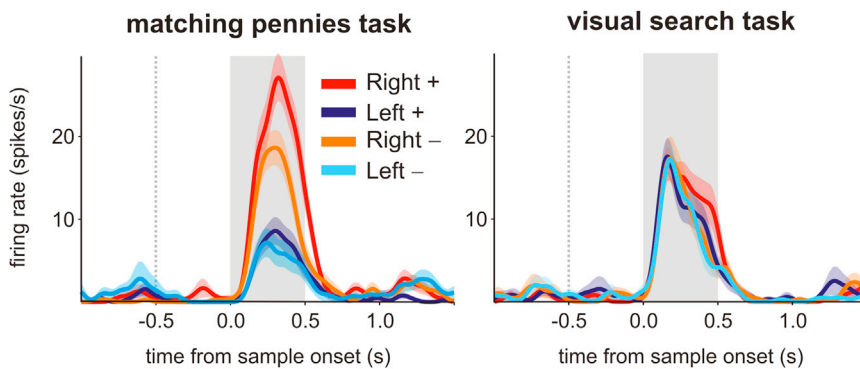 matching pennies task
visual search task
firing rate (spikes/s)
20
10
Right +
Left +
Right –
Left –
-0.5
0.0
0.5
1.0
time from sample onset (s)
20
10
-0.5
0.0
0.5
1.0
time from sample onset (s)